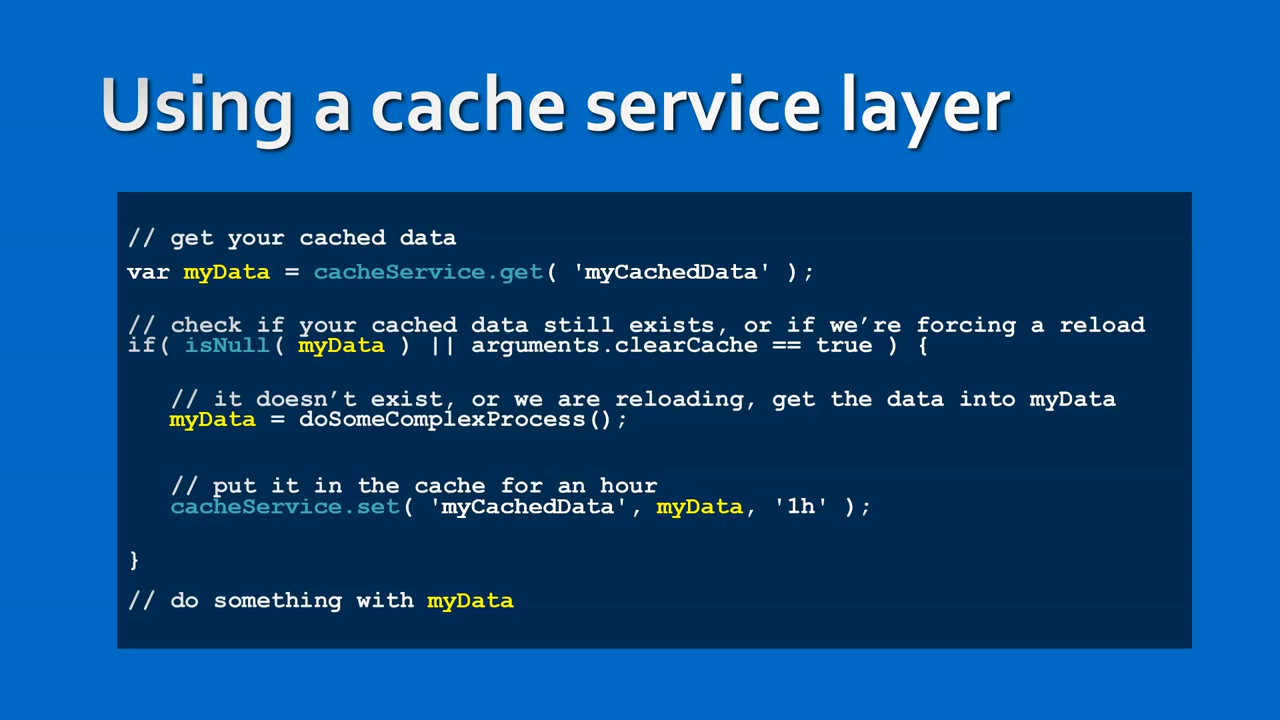 Using a cache service layer
// get your cached data
var myData = cacheService.get( 'myCachedData' );
// check if your cached data still exists, or if we’re forcing a reload
if( isNull( myData ) || arguments.clearCache == true ) {
// it doesn’t exist, or we are reloading, get the data into myData
myData = doSomeComplexProcess();
// put it in the cache for an hour
cacheService.set( 'myCachedData', myData, '1h' );
}
// do something with myData